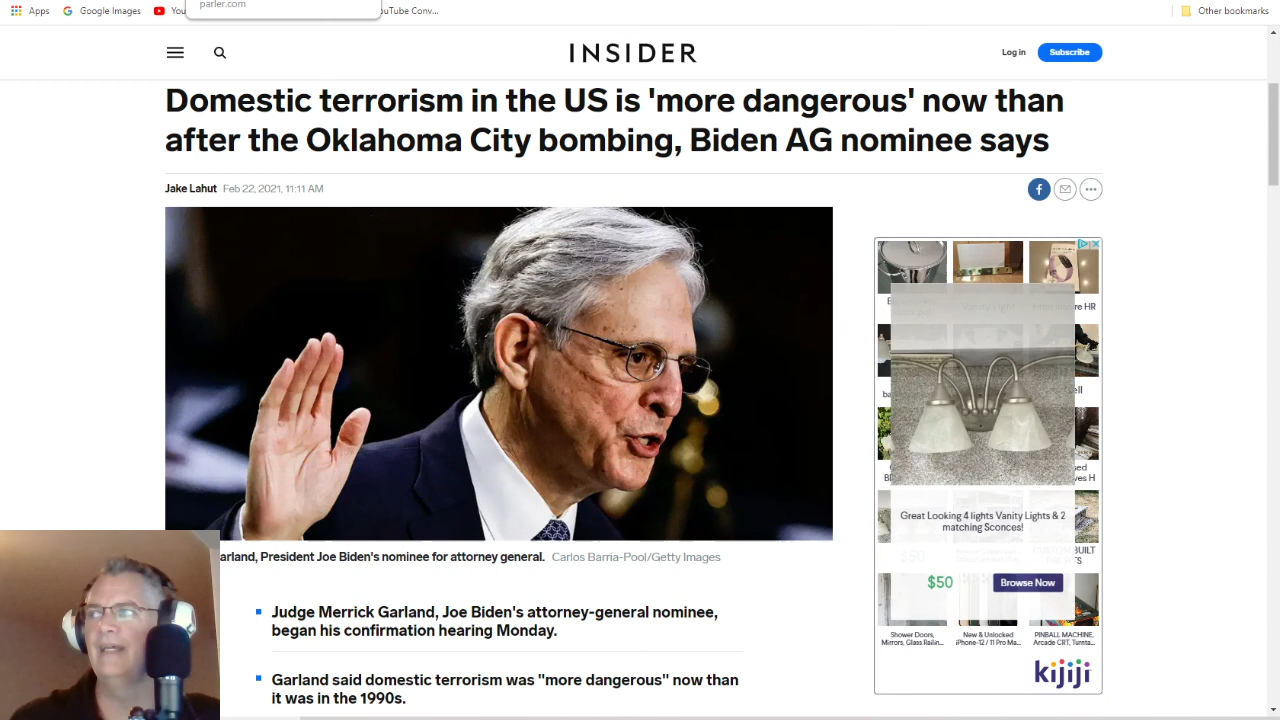 parler.com
Apps
Google Images
You
uTube Conv...
Other bookmarks
INSIDER
Log in
Subscribe
Domestic terrorism in the US is 'more dangerous' now than
after the Oklahoma City bombing, Biden AG nominee says
Jake Lahut Feb 22, 2021, 11:11 AM
arland, President Joe Biden's nominee for attorney general. Carlos Barria-Pool/Getty Images
Judge Merrick Garland, Joe Biden's attorney-general nominee,
began his confirmation hearing Monday.
Garland said domestic terrorism was "more dangerous" now than
it was in the 1990s.
Great Looking 4 lights Vanity Lights & 2
matching Sconces!
$50
Browse Now
Shower Doors,
Mirrors, Glass Railin...
New & Unlocked
iPhone-12 / 11 Pro Ma...
PINBALL MACHINE,
Arcade CRT, Turnta...
kijiji